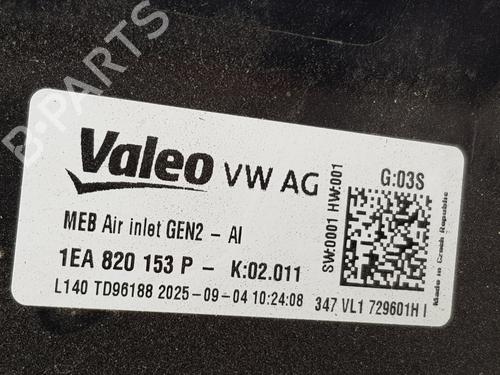 B-PARTS
Valeo VW AG
G:03S
SW:0001 HW:001
MEB Air inlet GEN2 - AI
1EA 820 153 P - K:02.011
L140 TD96188 2025-09-04 10:24:08
347 VL1 729601H I
Made in Czech Republic